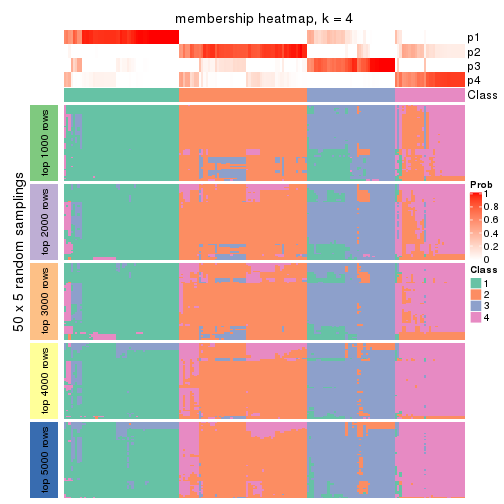 membership heatmap, k = 4
p1
p2
p3
p4
Class
50 x 5 random samplings
top 1000 rows
top 2000 rows
top 3000 rows
top 4000 rows
top 5000 rows
Prob
1
0.8
0.6
0.4
0.2
0
Class
1
2
3
4